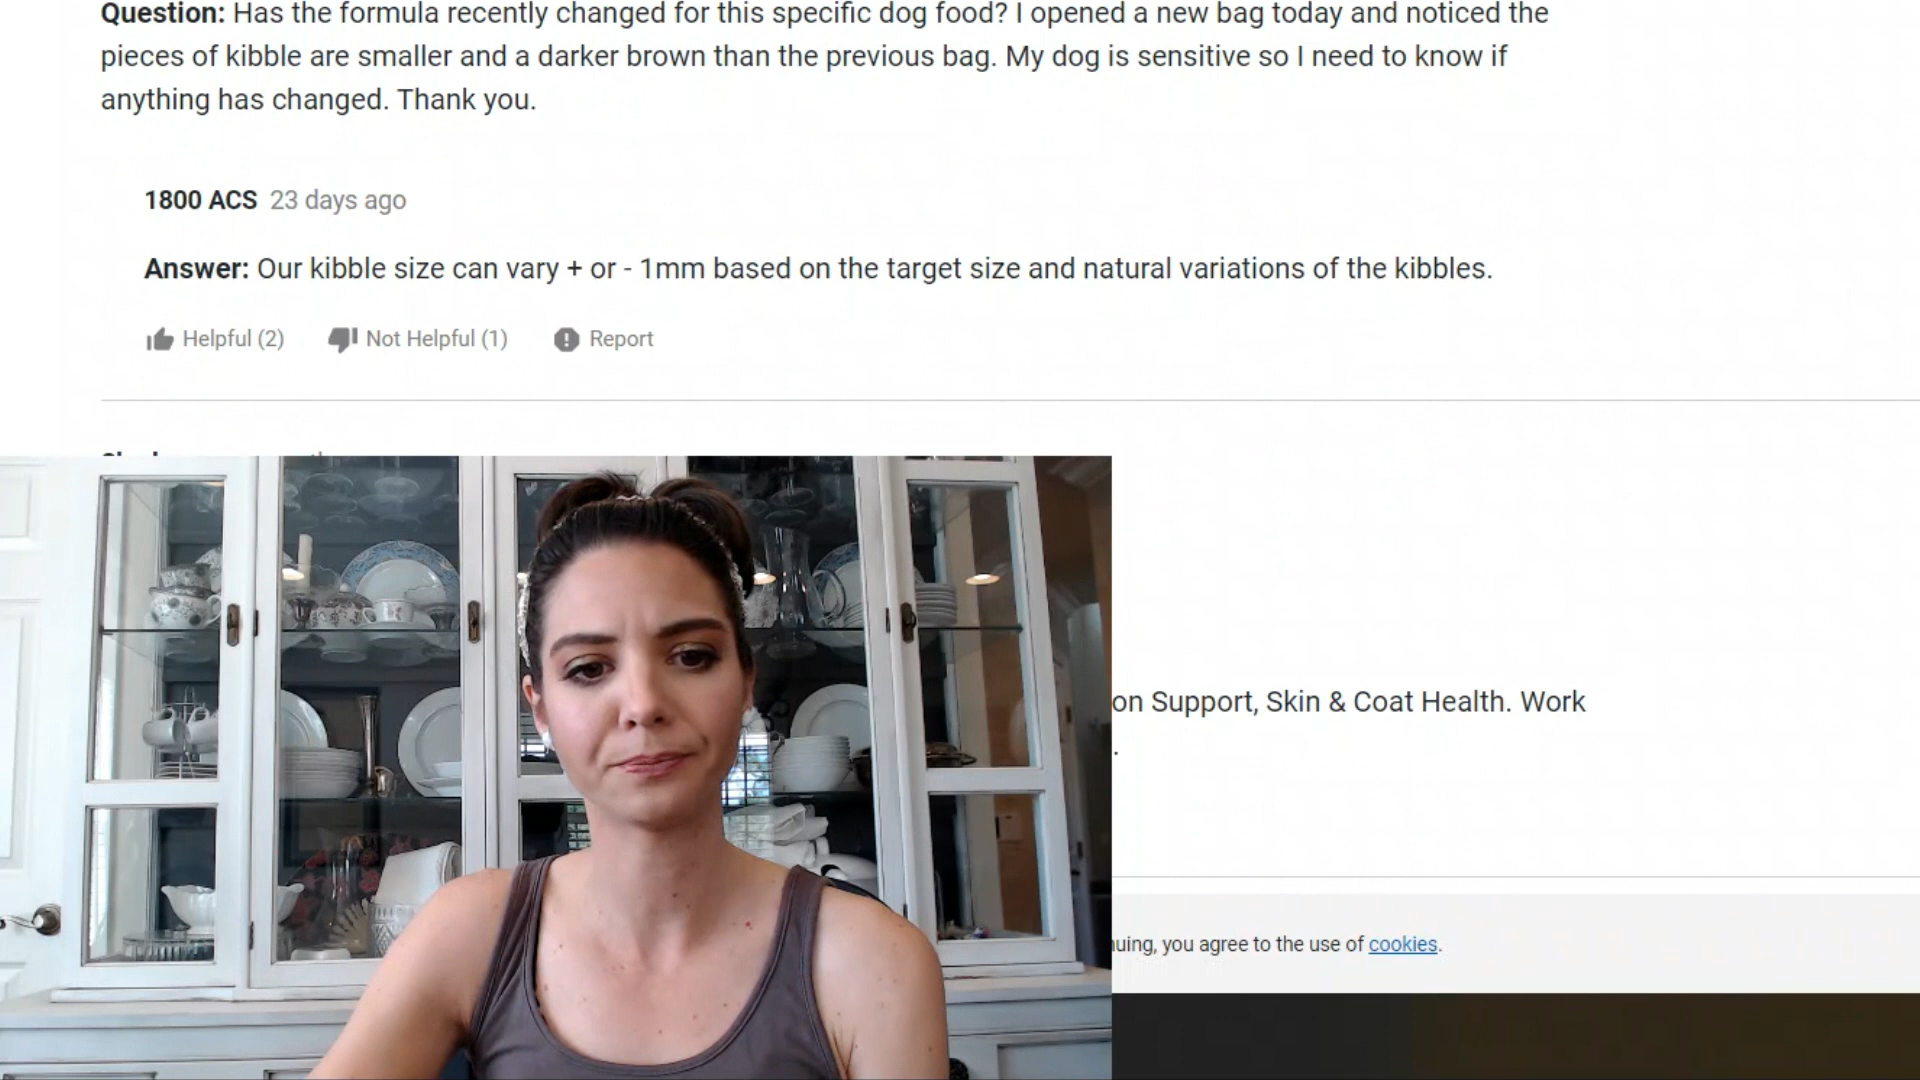 Question: Has the formula recently changed for this specific dog food? I opened a new bag today and noticed the
pieces of kibble are smaller and a darker brown than the previous bag. My dog is sensitive so I need to know if
anything has changed. Thank you.
1800 ACS 23 days ago
Answer: Our kibble size can vary + or - 1mm based on the target size and natural variations of the kibbles.
Helpful (2) Not Helpful (1) Report
on Support, Skin & Coat Health. Work
.
you agree to the use of cookies.